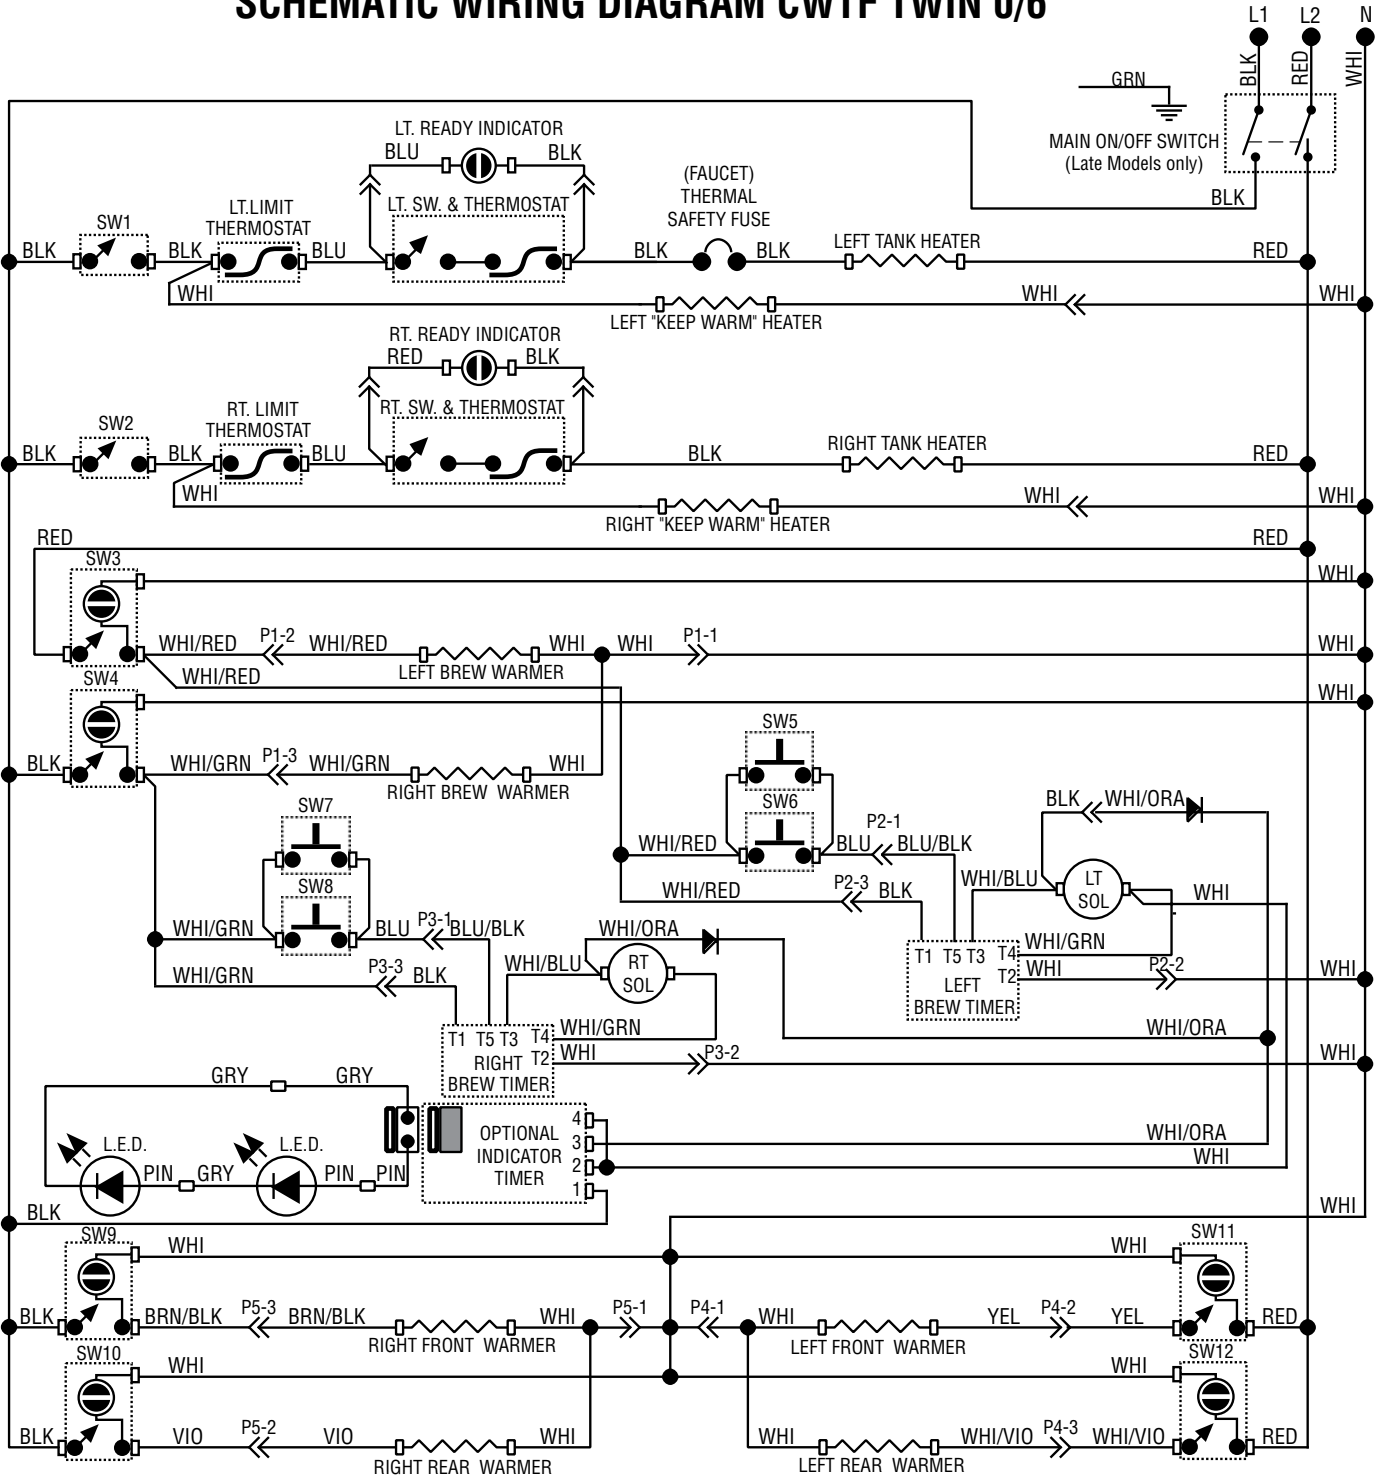 SCHEMATIC WIRING DIAGRAM CWTF TWIN 0/6
L1 L2 N
BLK RED WHI
GRN
MAIN ON/OFF SWITCH
(Late Models only)
BLK
LT. READY INDICATOR
BLU BLK
(FAUCET)
THERMAL
SAFETY FUSE
LT. SW. & THERMOSTAT
LT.LIMIT
THERMOSTAT
SW1
BLK BLK BLU BLK BLK LEFT TANK HEATER RED
WHI WHI WHI
LEFT "KEEP WARM" HEATER
RT. READY INDICATOR
RED BLK
RT. SW. & THERMOSTAT
RT. LIMIT
THERMOSTAT
SW2
BLK BLK BLU BLK RIGHT TANK HEATER RED
WHI WHI WHI
RIGHT "KEEP WARM" HEATER
RED RED
SW3
WHI
WHI/RED P1-2 WHI/RED WHI WHI P1-1 WHI
LEFT BREW WARMER
WHI/RED
SW4
WHI
BLK WHI/GRN P1-3 WHI/GRN WHI
RIGHT BREW WARMER
SW5
SW6
WHI/RED BLU P2-1 BLU/BLK
WHI/RED P2-3 BLK
BLK WHI/ORA
WHI/BLU LT
SOL
WHI
SW7
SW8
WHI/GRN BLU P3-1 BLU/BLK
WHI/GRN P3-3 BLK
WHI/ORA
WHI/BLU RT
SOL
T1 T5 T3 T4 WHI/GRN
T2 WHI P2-2 WHI
LEFT
BREW TIMER
WHI/ORA
T1 T5 T3 T4 WHI/GRN
T2 WHI P3-2 WHI
RIGHT
BREW TIMER
GRY GRY
L.E.D. L.E.D.
PIN GRY PIN PIN
OPTIONAL
INDICATOR
TIMER
4
3 WHI/ORA
2 WHI
1
BLK WHI
SW9 SW11
WHI WHI
BLK BRN/BLK P5-3 BRN/BLK WHI P5-1 P4-1 WHI YEL P4-2 YEL RED
RIGHT FRONT WARMER LEFT FRONT WARMER
SW10 SW12
WHI WHI
BLK VIO P5-2 VIO WHI WHI WHI/VIO P4-3 WHI/VIO RED
RIGHT REAR WARMER LEFT REAR WARMER